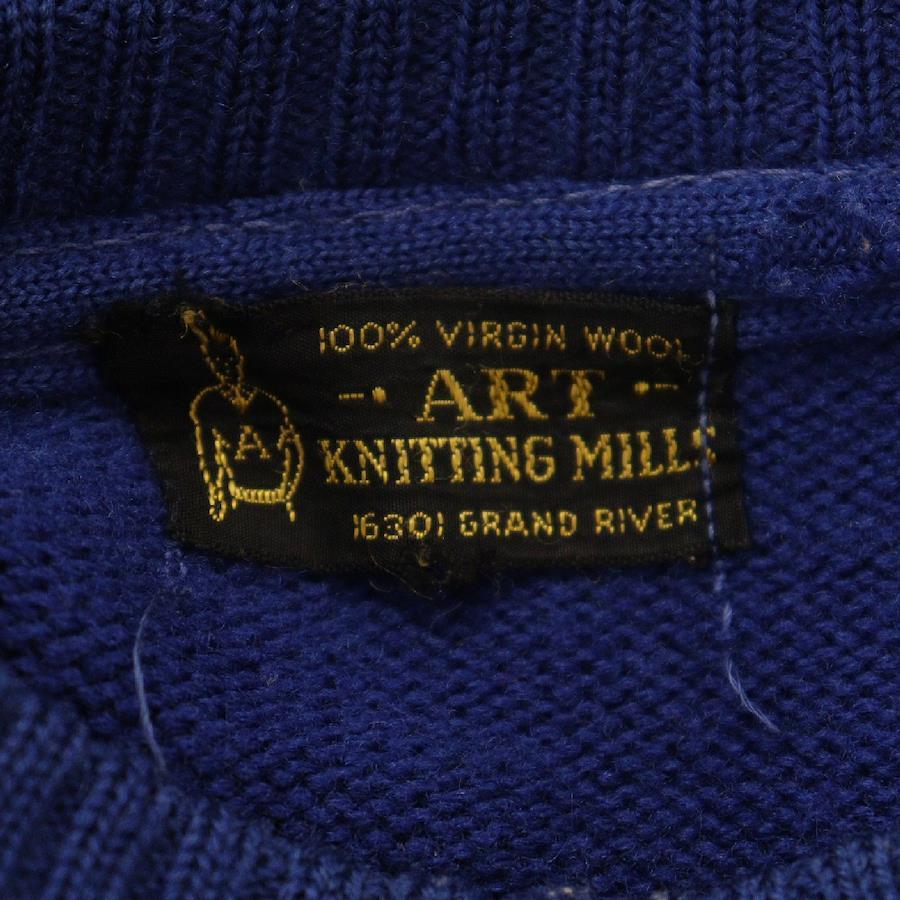 100% VIRGIN WOOL
ART
KNITTING MILLS
16301 GRAND RIVER
A